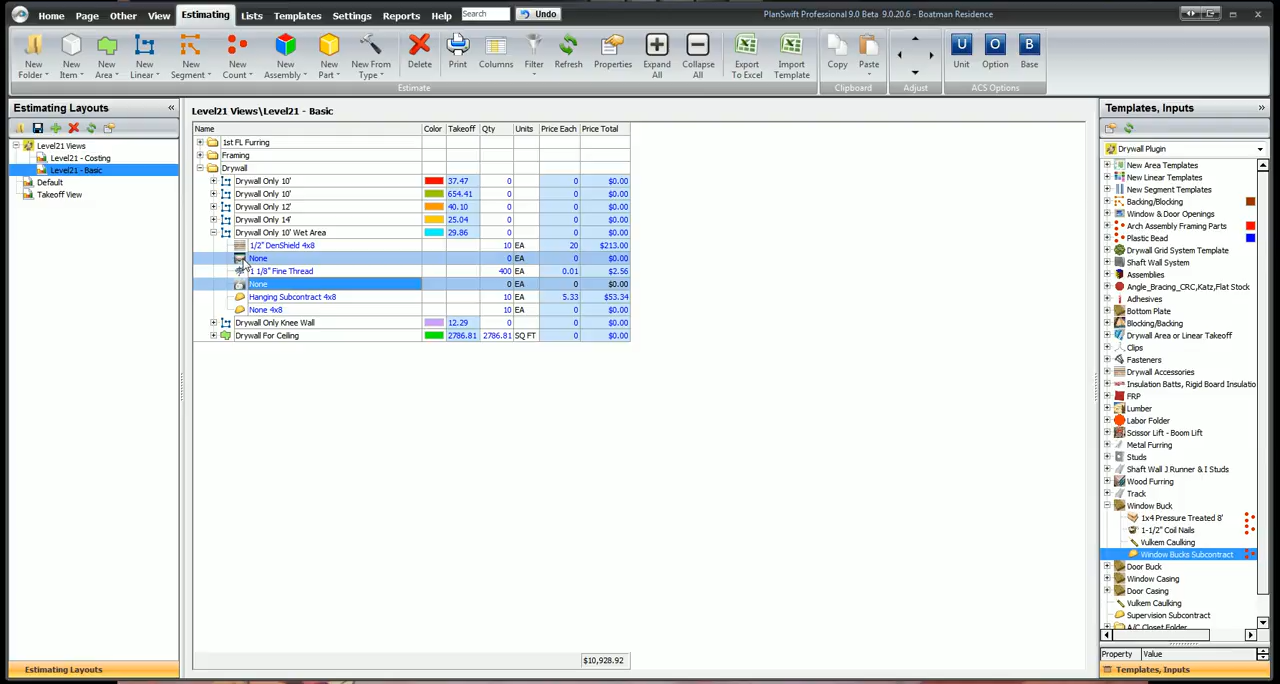 Home Page Other View Estimating Lists Templates Settings Reports Help Search Undo PlanSwift Professional 9.0 Beta 9.0.20.6 - Boatman Residence
New Folder New Item New Area New Linear New Segment New Count New Assembly New Part New From Type Delete Print Columns Filter Refresh Properties Expand All Collapse All Export To Excel Import Template Copy Paste U Unit O Option B Base
Estimate Clipboard Adjust ACS Options
Estimating Layouts
Level21 Views
Level21 - Costing
Level21 - Basic
Default
Takeoff View
Estimating Layouts
Level21 Views\Level21 - Basic
Name Color Takeoff Qty Units Price Each Price Total
1st FL Furring
Framing
Drywall
Drywall Only 10' 37.47 0 0 $0.00
Drywall Only 10' 654.41 0 0 $0.00
Drywall Only 12' 40.10 0 0 $0.00
Drywall Only 14' 25.04 0 0 $0.00
Drywall Only 10' Wet Area 29.86 0 0 $0.00
1/2" DenShield 4x8 10 EA 20 $213.00
None 0 EA 0 $0.00
1 1/8" Fine Thread 400 EA 0.01 $2.56
None 0 EA 0 $0.00
Hanging Subcontract 4x8 10 EA 5.33 $53.34
None 4x8 10 EA 0 $0.00
Drywall Only Knee Wall 12.29 0 0 $0.00
Drywall For Ceiling 2786.81 2786.81 SQ FT 0 $0.00
$10,928.92
Templates, Inputs
Drywall Plugin
New Area Templates
New Linear Templates
New Segment Templates
Backing/Blocking
Window & Door Openings
Arch Assembly Framing Parts
Plastic Bead
Drywall Grid System Template
Shaft Wall System
Assemblies
Angle_Bracing_CRC,Katz,Flat Stock
Adhesives
Bottom Plate
Blocking/Backing
Drywall Area or Linear Takeoff
Clips
Fasteners
Drywall Accessories
Insulation Batts, Rigid Board Insulatio
FRP
Lumber
Labor Folder
Scissor Lift - Boom Lift
Metal Furring
Studs
Shaft Wall J Runner & I Studs
Wood Furring
Track
Window Buck
1x4 Pressure Treated 8'
1-1/2" Coil Nails
Vulkem Caulking
Window Bucks Subcontract
Door Buck
Window Casing
Door Casing
Vulkem Caulking
Supervision Subcontract
A/C Closet Folder
Property Value
Templates, Inputs